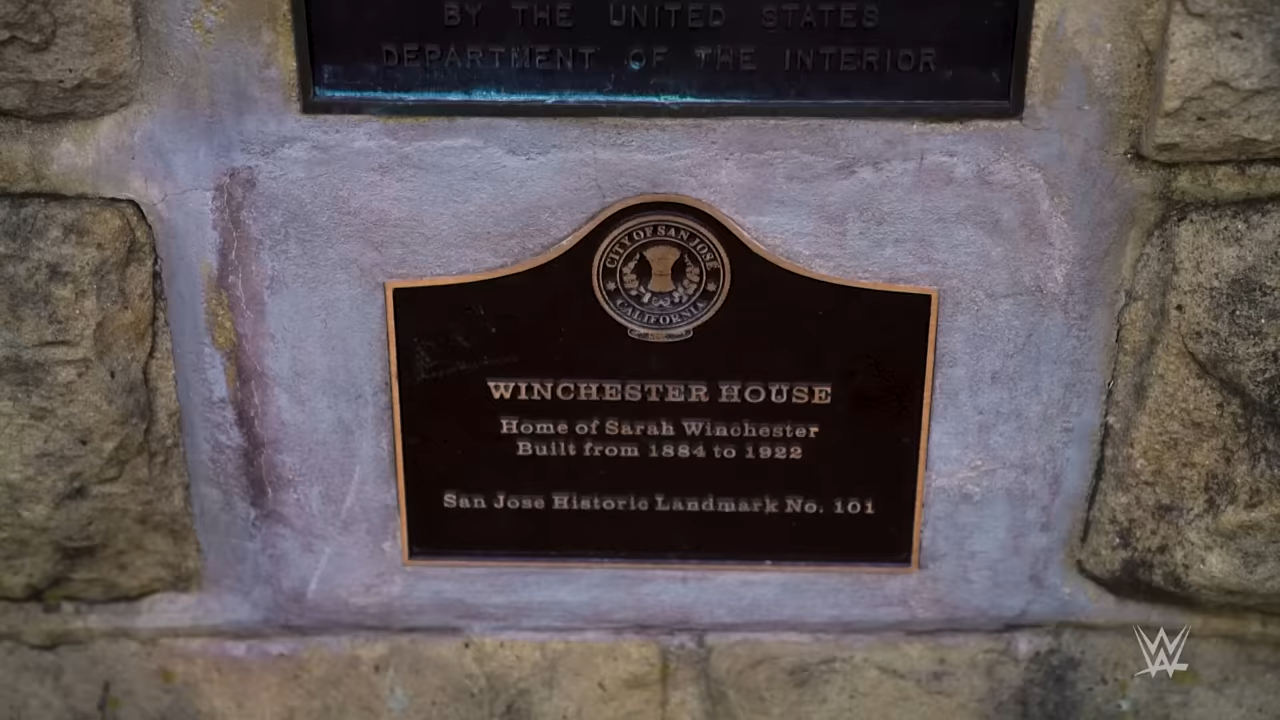 BY THE UNITED STATES
DEPARTMENT OF THE INTERIOR
CITY OF SAN JOSE
CALIFORNIA
WINCHESTER HOUSE
Home of Sarah Winchester
Built from 1884 to 1922
San Jose Historic Landmark No. 101
W